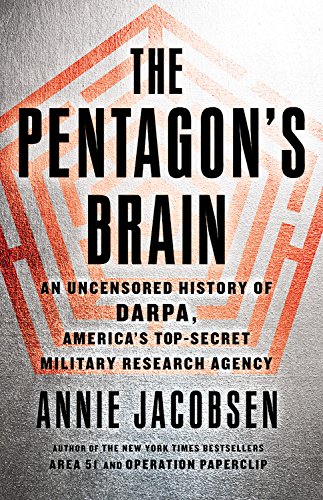 THE
PENTAGON'S
BRAIN
AN UNCENSORED HISTORY OF
DARPA,
AMERICA'S TOP-SECRET
MILITARY RESEARCH AGENCY
ANNIE JACOBSEN
AUTHOR OF THE NEW YORK TIMES BESTSELLERS
AREA 51 AND OPERATION PAPERCLIP